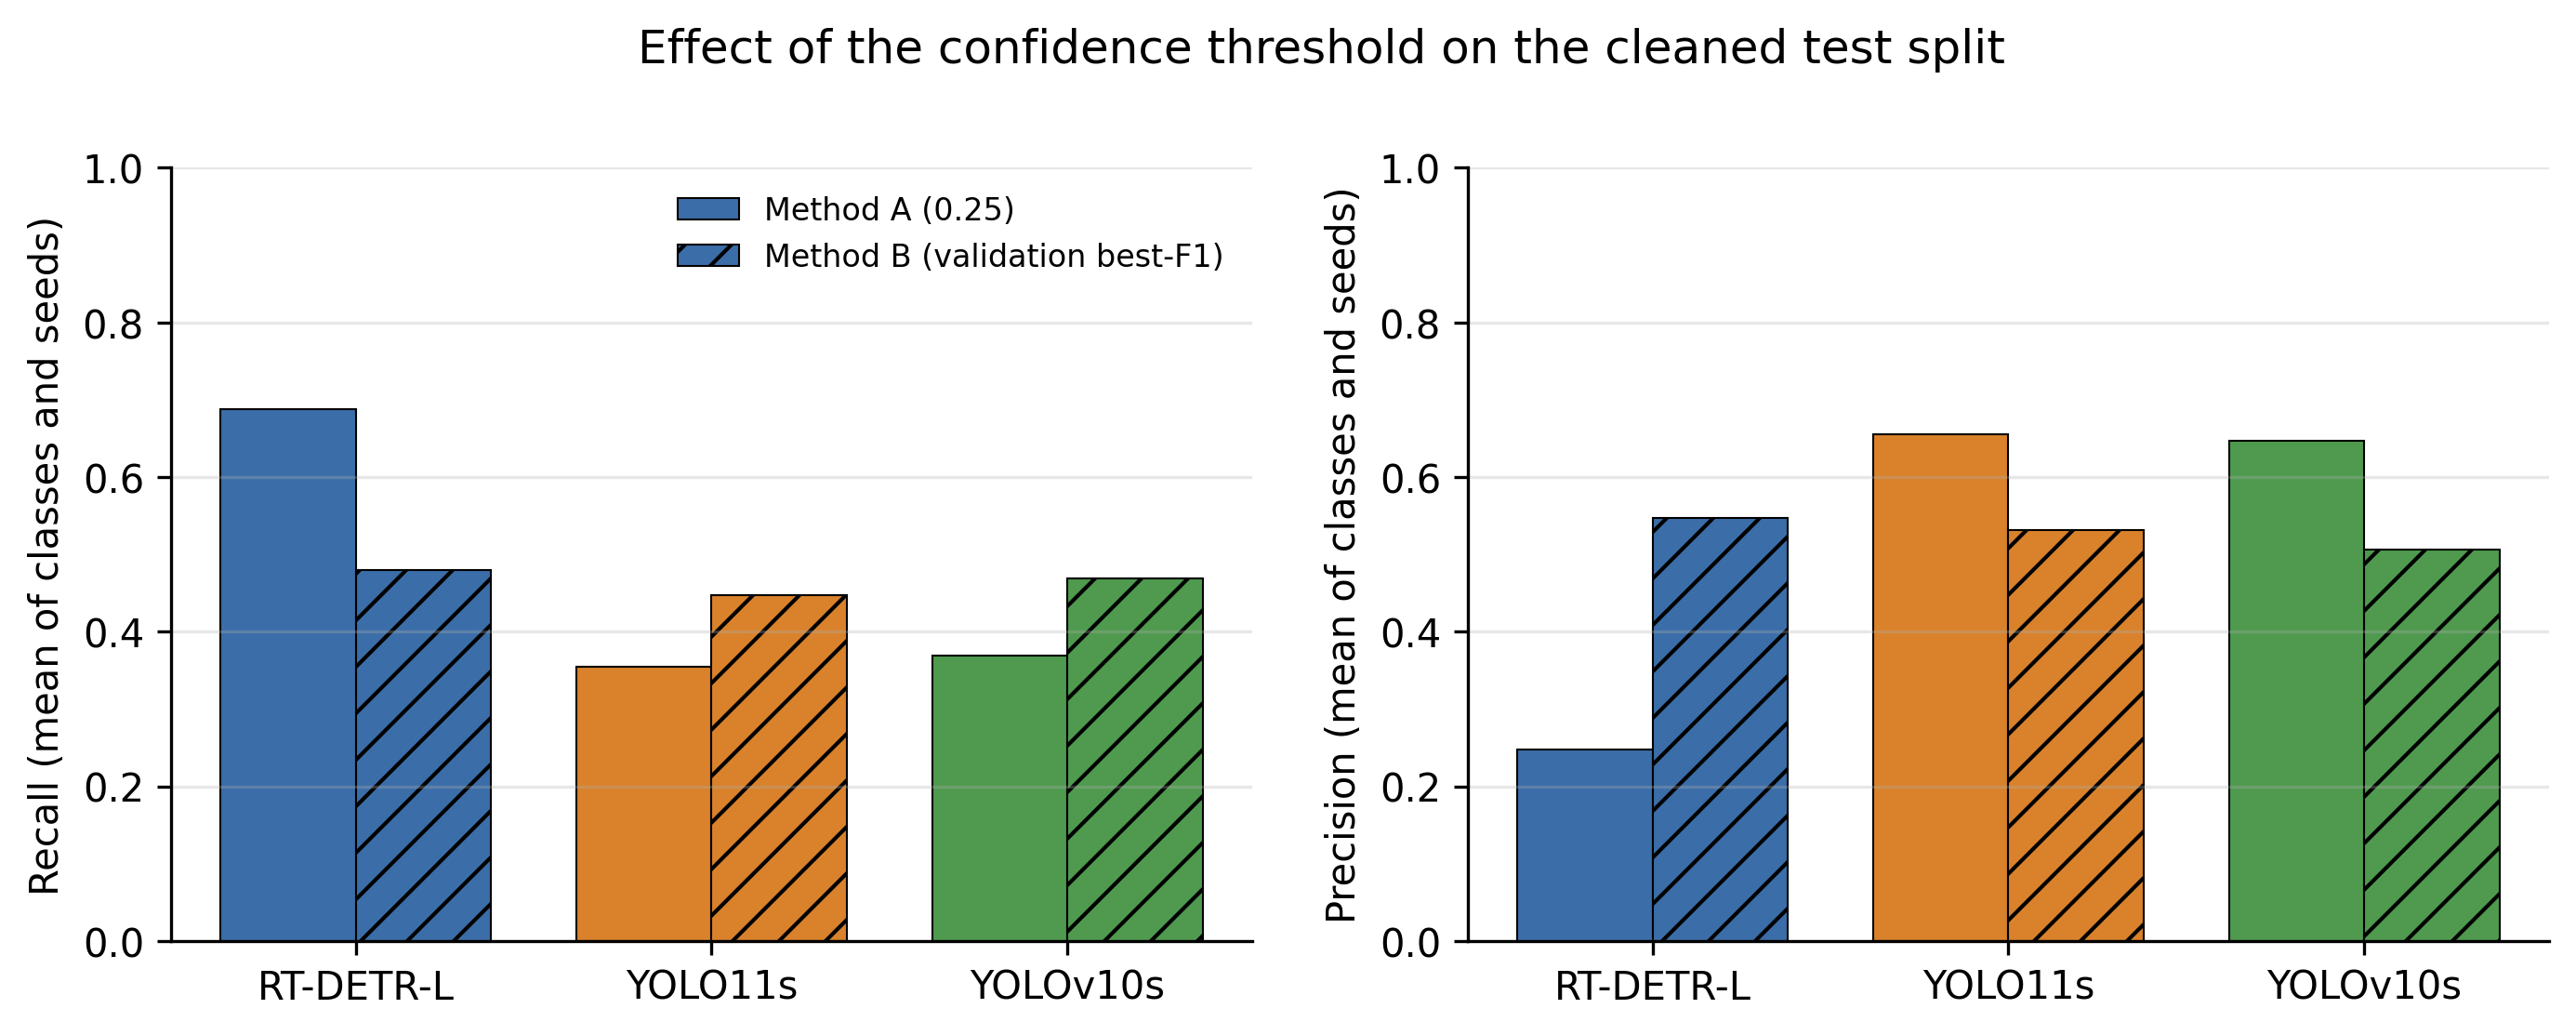 Effect of the confidence threshold on the cleaned test split
Recall (mean of classes and seeds)
1.0
0.8
0.6
0.4
0.2
0.0
Method A (0.25)
Method B (validation best-F1)
RT-DETR-L
YOLO11s
YOLOv10s
Precision (mean of classes and seeds)
1.0
0.8
0.6
0.4
0.2
0.0
RT-DETR-L
YOLO11s
YOLOv10s